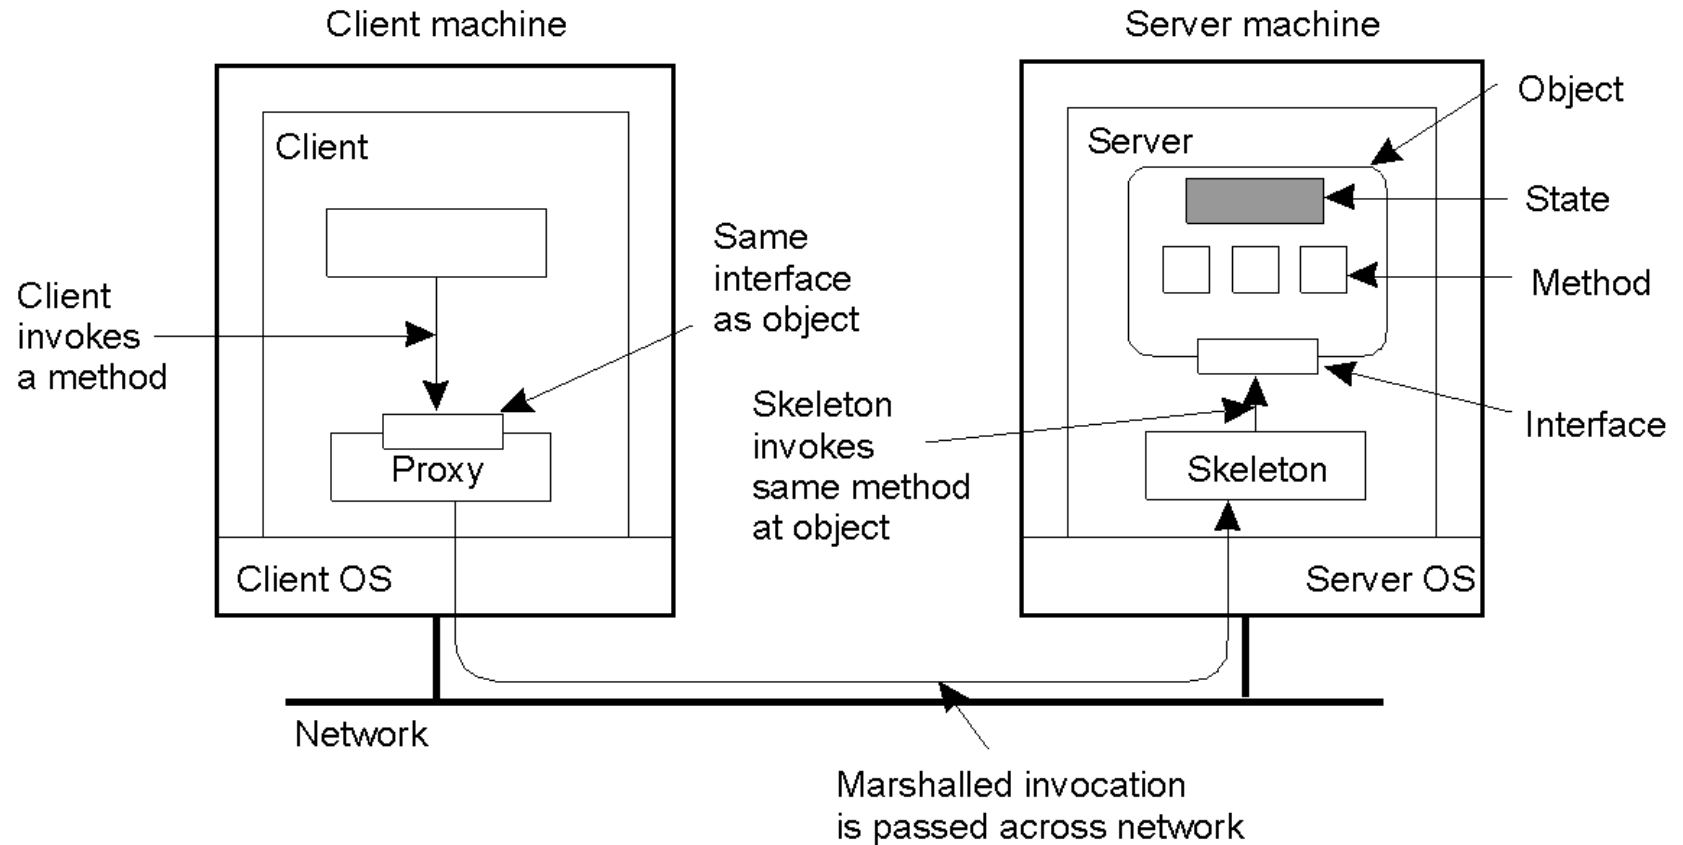 Client machine
Server machine
Object
Client
Server
State
Same
interface
as object
Method
Client
invokes
a method
Skeleton
invokes
same method
at object
Interface
Proxy
Skeleton
Client OS
Server OS
Network
Marshalled invocation
is passed across network